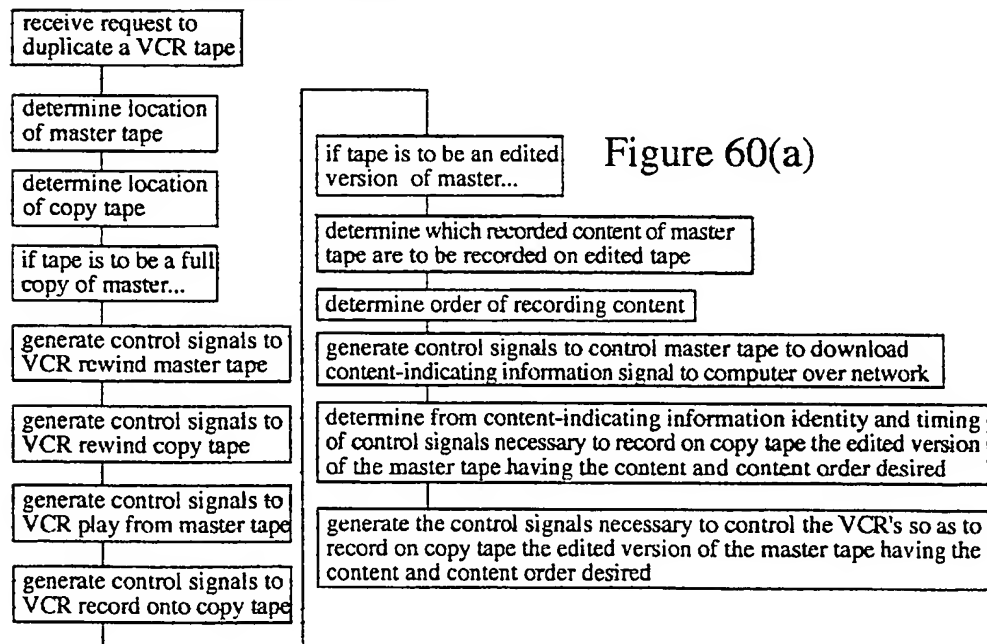 receive request to
duplicate a VCR tape
determine location
of master tape
determine location
of copy tape
if tape is to be a full
copy of master...
generate control signals to
VCR rewind master tape
generate control signals to
VCR rewind copy tape
generate control signals to
VCR play from master tape
generate control signals to
VCR record onto copy tape
Figure 60(a)
if tape is to be an edited
version of master...
determine which recorded content of master
tape are to be recorded on edited tape
determine order of recording content
generate control signals to control master tape to download
content-indicating information signal to computer over network
determine from content-indicating information identity and timing
of control signals necessary to record on copy tape the edited version
of the master tape having the content and content order desired
generate the control signals necessary to control the VCR's so as to
record on copy tape the edited version of the master tape having the
content and content order desired